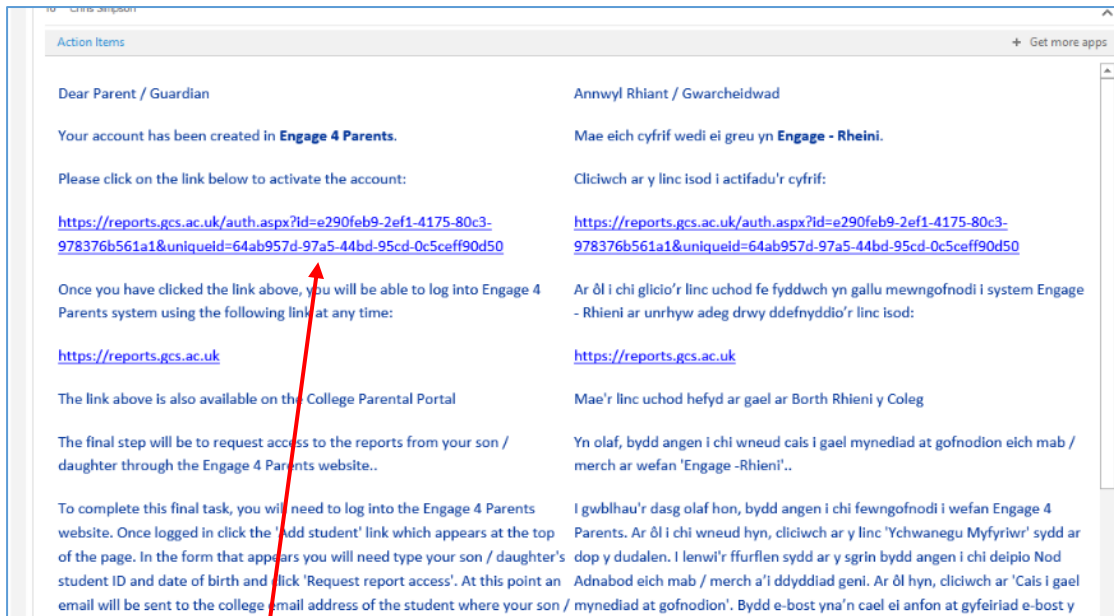 To Chris Simpson
Action Items
+ Get more apps
Dear Parent / Guardian
Your account has been created in Engage 4 Parents.
Please click on the link below to activate the account:
https://reports.gcs.ac.uk/auth.aspx?id=e290feb9-2ef1-4175-80c3-
978376b561a1&uniqueid=64ab957d-97a5-44bd-95cd-0c5ceff90d50
Once you have clicked the link above, you will be able to log into Engage 4
Parents system using the following link at any time:
https://reports.gcs.ac.uk
The link above is also available on the College Parental Portal
The final step will be to request access to the reports from your son /
daughter through the Engage 4 Parents website..
To complete this final task, you will need to log into the Engage 4 Parents
website. Once logged in click the 'Add student' link which appears at the top
of the page. In the form that appears you will need type your son / daughter's
student ID and date of birth and click 'Request report access'. At this point an
email will be sent to the college email address of the student where your son /
Annwyl Rhiant / Gwarcheidwad
Mae eich cyfrif wedi ei greu yn Engage - Rheini.
Cliciwch ar y linc isod i actifadu'r cyfrif:
https://reports.gcs.ac.uk/auth.aspx?id=e290feb9-2ef1-4175-80c3-
978376b561a1&uniqueid=64ab957d-97a5-44bd-95cd-0c5ceff90d50
Ar ôl i chi glicio'r linc uchod fe fyddwch yn gallu mewngofnodi i system Engage
- Rhieni ar unrhyw adeg drwy ddefnyddio'r linc isod:
https://reports.gcs.ac.uk
Mae'r linc uchod hefyd ar gael ar Borth Rhieni y Coleg
Yn olaf, bydd angen i chi wneud cais i gael mynediad at gofnodion eich mab /
merch ar wefan 'Engage -Rhieni'..
I gwblhau'r dasg olaf hon, bydd angen i chi fewngofnodi i wefan Engage 4
Parents. Ar ôl i chi wneud hyn, cliciwch ar y linc 'Ychwanegu Myfyriwr' sydd ar
dop y dudalen. I lenwi'r ffurflen sydd ar y sgrin bydd angen i chi deipio Nod
Adnabod eich mab / merch a'i ddyddiad geni. Ar ôl hyn, cliciwch ar 'Cais i gael
mynediad at gofnodion'. Bydd e-bost yna'n cael ei anfon at gyfeiriad e-bost y